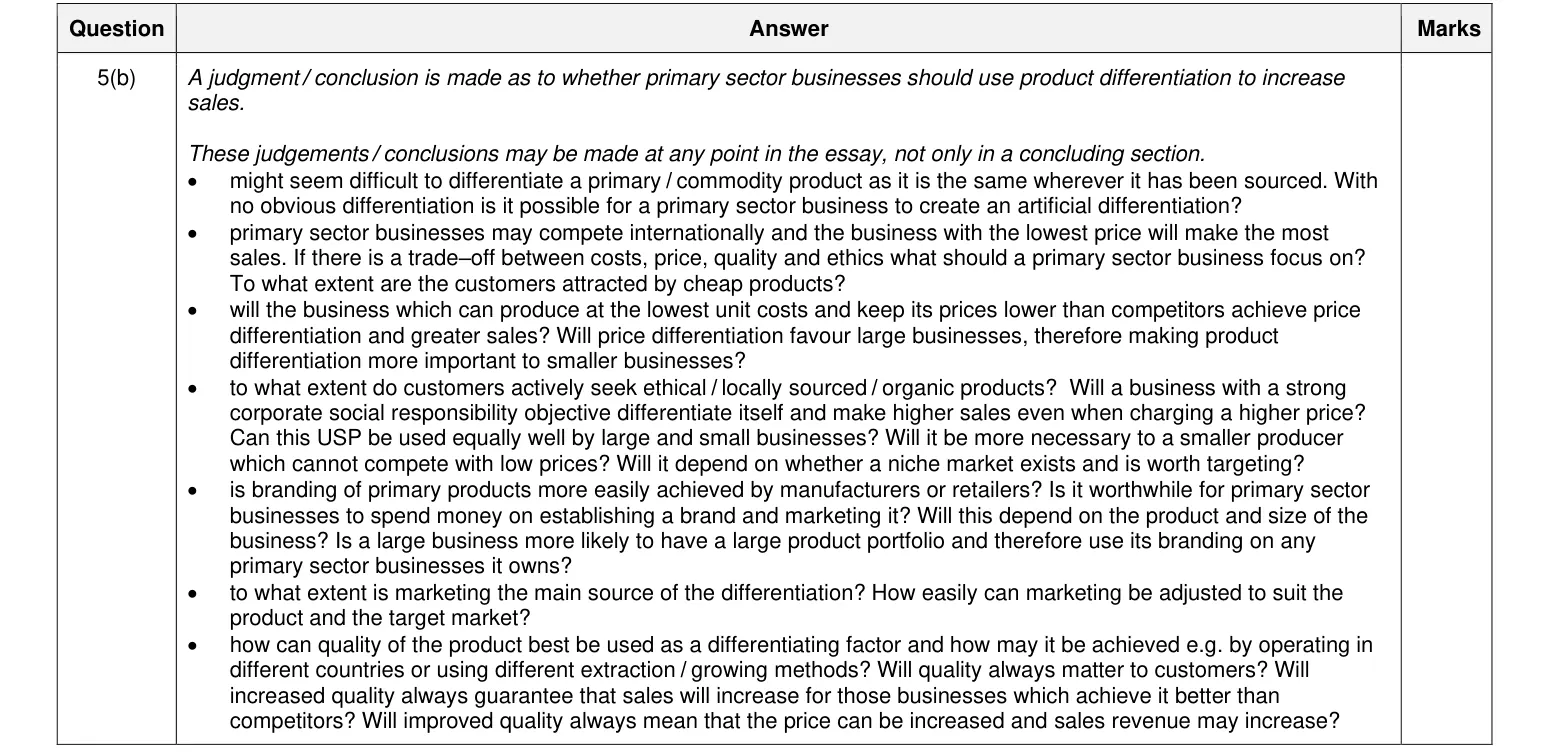 Question Answer Marks
5(b) A judgment / conclusion is made as to whether primary sector businesses should use product differentiation to increase
sales.
These judgements / conclusions may be made at any point in the essay, not only in a concluding section.
• might seem difficult to differentiate a primary / commodity product as it is the same wherever it has been sourced. With
no obvious differentiation is it possible for a primary sector business to create an artificial differentiation?
• primary sector businesses may compete internationally and the business with the lowest price will make the most
sales. If there is a trade–off between costs, price, quality and ethics what should a primary sector business focus on?
To what extent are the customers attracted by cheap products?
• will the business which can produce at the lowest unit costs and keep its prices lower than competitors achieve price
differentiation and greater sales? Will price differentiation favour large businesses, therefore making product
differentiation more important to smaller businesses?
• to what extent do customers actively seek ethical / locally sourced / organic products? Will a business with a strong
corporate social responsibility objective differentiate itself and make higher sales even when charging a higher price?
Can this USP be used equally well by large and small businesses? Will it be more necessary to a smaller producer
which cannot compete with low prices? Will it depend on whether a niche market exists and is worth targeting?
• is branding of primary products more easily achieved by manufacturers or retailers? Is it worthwhile for primary sector
businesses to spend money on establishing a brand and marketing it? Will this depend on the product and size of the
business? Is a large business more likely to have a large product portfolio and therefore use its branding on any
primary sector businesses it owns?
• to what extent is marketing the main source of the differentiation? How easily can marketing be adjusted to suit the
product and the target market?
• how can quality of the product best be used as a differentiating factor and how may it be achieved e.g. by operating in
different countries or using different extraction / growing methods? Will quality always matter to customers? Will
increased quality always guarantee that sales will increase for those businesses which achieve it better than
competitors? Will improved quality always mean that the price can be increased and sales revenue may increase?